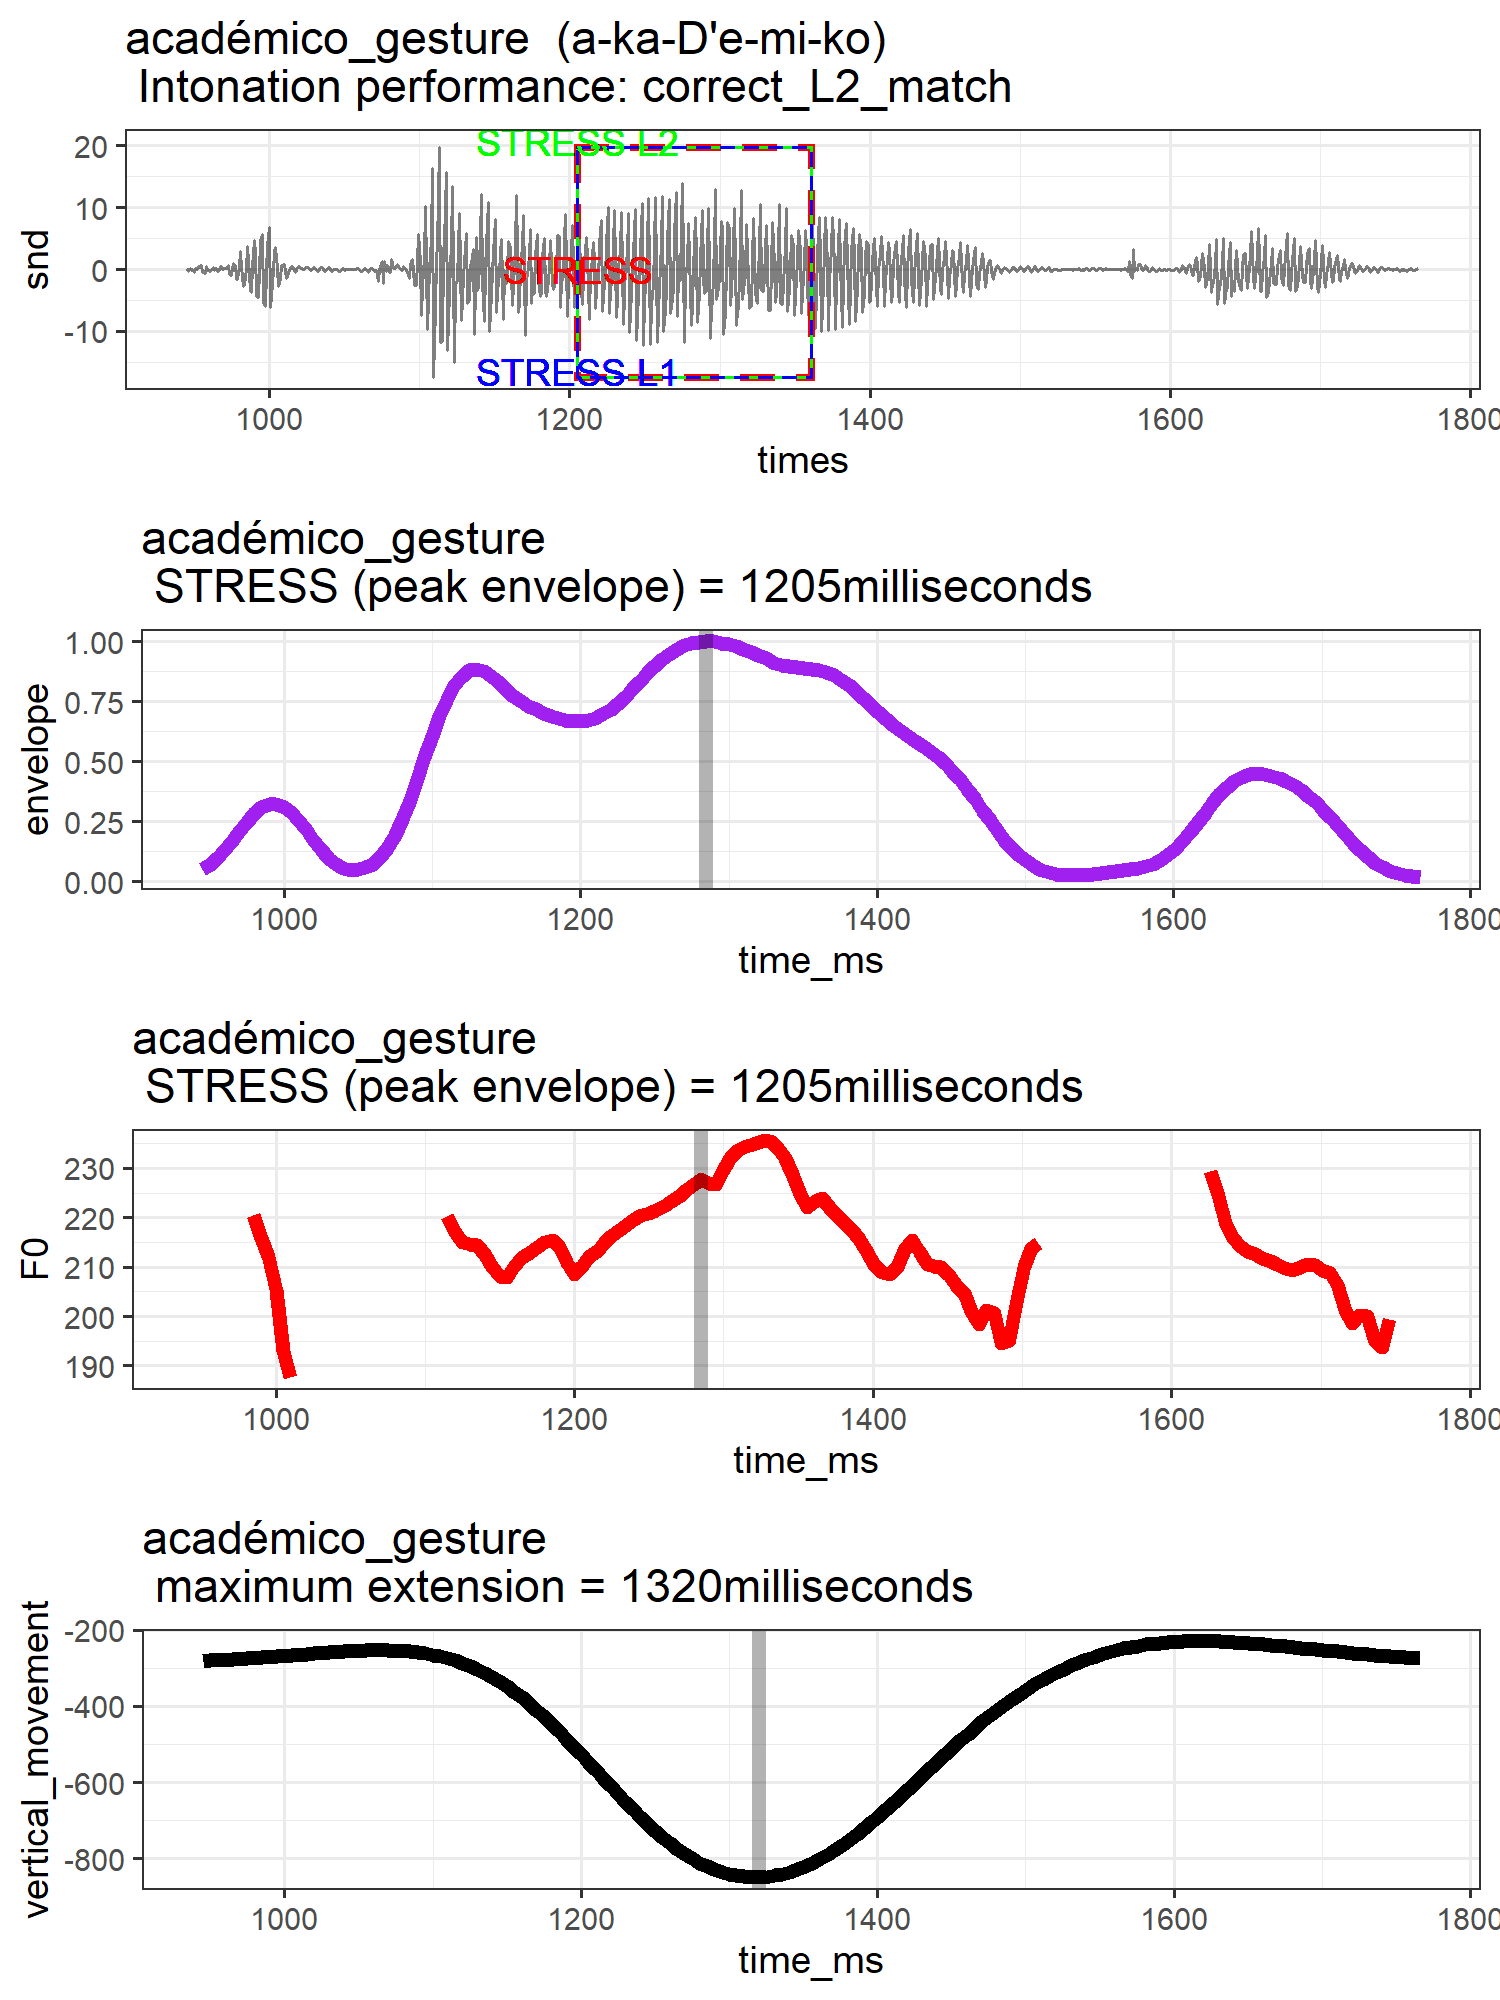 académico_gesture  (a-ka-D'e-mi-ko)
Intonation performance: correct_L2_match
STRESS L2
STRESS
STRESS L1
snd
20
10
0
-10
1000 1200 1400 1600 1800
times
académico_gesture
STRESS (peak envelope) = 1205milliseconds
envelope
1.00
0.75
0.50
0.25
0.00
1000 1200 1400 1600 1800
time_ms
académico_gesture
STRESS (peak envelope) = 1205milliseconds
F0
230
220
210
200
190
1000 1200 1400 1600 1800
time_ms
académico_gesture
maximum extension = 1320milliseconds
vertical_movement
-200
-400
-600
-800
1000 1200 1400 1600 1800
time_ms